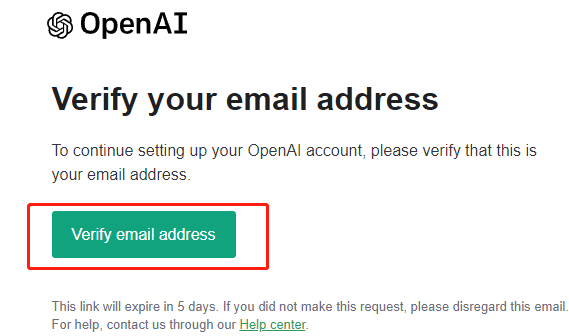 OpenAI
Verify your email address
To continue setting up your OpenAI account, please verify that this is
your email address.
Verify email address
This link will expire in 5 days. If you did not make this request, please disregard this email.
For help, contact us through our Help center.